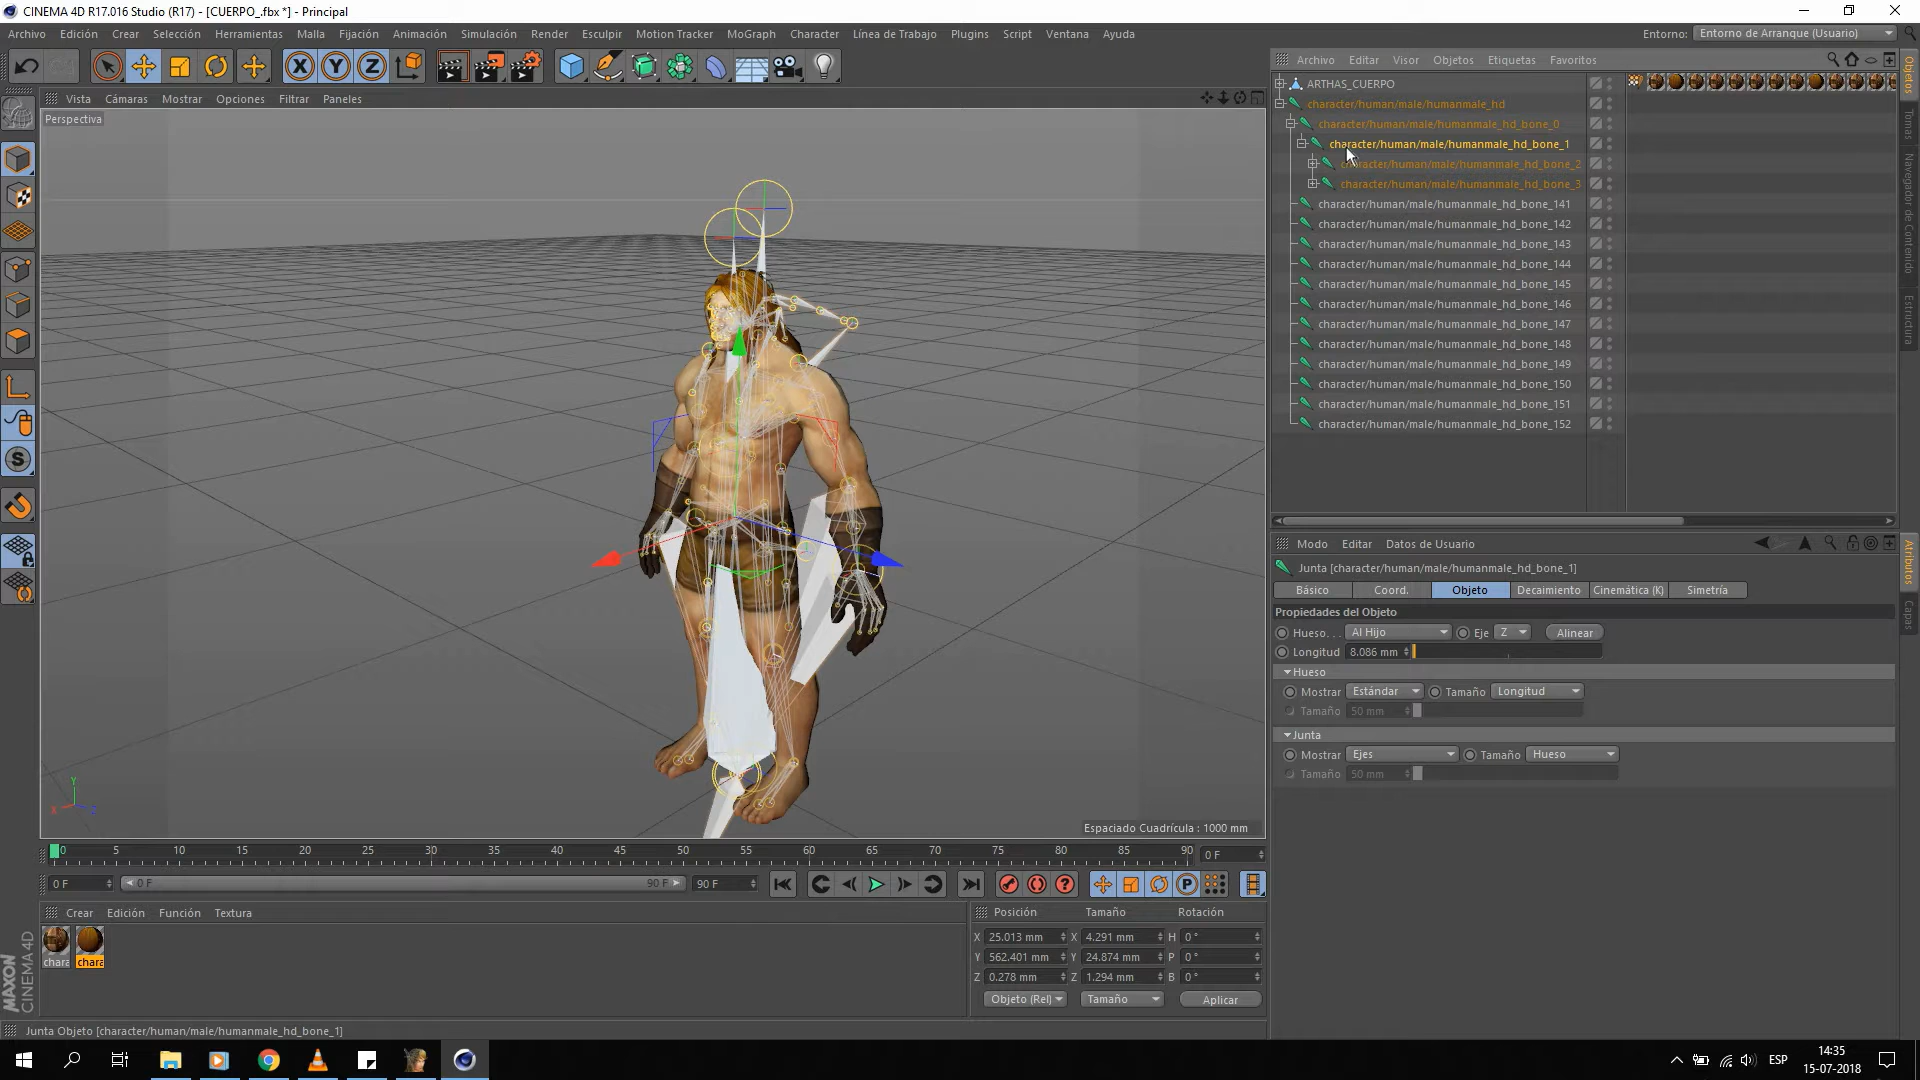 CINEMA 4D R17.016 Studio (R17) - [CUERPO_.fbx *] - Principal
Archivo Edición Crear Selección Herramientas Malla Fijación Animación Simulación Render Esculpir Motion Tracker MoGraph Character Línea de Trabajo Plugins Script Ventana Ayuda Entorno: Entorno de Arranque (Usuario)
Vista Cámaras Mostrar Opciones Filtrar Paneles
Perspectiva
Archivo Editar Visor Objetos Etiquetas Favoritos
ARTHAS_CUERPO
character/human/male/humanmale_hd
character/human/male/humanmale_hd_bone_0
character/human/male/humanmale_hd_bone_1
character/human/male/humanmale_hd_bone_2
character/human/male/humanmale_hd_bone_3
character/human/male/humanmale_hd_bone_141
character/human/male/humanmale_hd_bone_142
character/human/male/humanmale_hd_bone_143
character/human/male/humanmale_hd_bone_144
character/human/male/humanmale_hd_bone_145
character/human/male/humanmale_hd_bone_146
character/human/male/humanmale_hd_bone_147
character/human/male/humanmale_hd_bone_148
character/human/male/humanmale_hd_bone_149
character/human/male/humanmale_hd_bone_150
character/human/male/humanmale_hd_bone_151
character/human/male/humanmale_hd_bone_152
Objetos
Tomas
Navegador de Contenido
Estructura
Modo Editar Datos de Usuario
Junta [character/human/male/humanmale_hd_bone_1]
Básico Coord. Objeto Decaimiento Cinemática (K) Simetría
Propiedades del Objeto
Hueso. . . Al Hijo Eje Z Alinear
Longitud 8.086 mm
Hueso
Mostrar Estándar Tamaño Longitud
Tamaño 50 mm
Junta
Mostrar Ejes Tamaño Hueso
Tamaño 50 mm
Atributos
Capas
Y
X
Z
Espaciado Cuadrícula : 1000 mm
0 5 10 15 20 25 30 35 40 45 50 55 60 65 70 75 80 85 90 0 F
0 F 0 F 90 F 90 F
P
Crear Edición Función Textura
chara chara
MAXON
CINEMA 4D
Posición Tamaño Rotación
X 25.013 mm X 4.291 mm H 0 °
Y 562.401 mm Y 24.874 mm P 0 °
Z 0.278 mm Z 1.294 mm B 0 °
Objeto (Rel) Tamaño Aplicar
Junta Objeto [character/human/male/humanmale_hd_bone_1]
ESP
14:35
15-07-2018